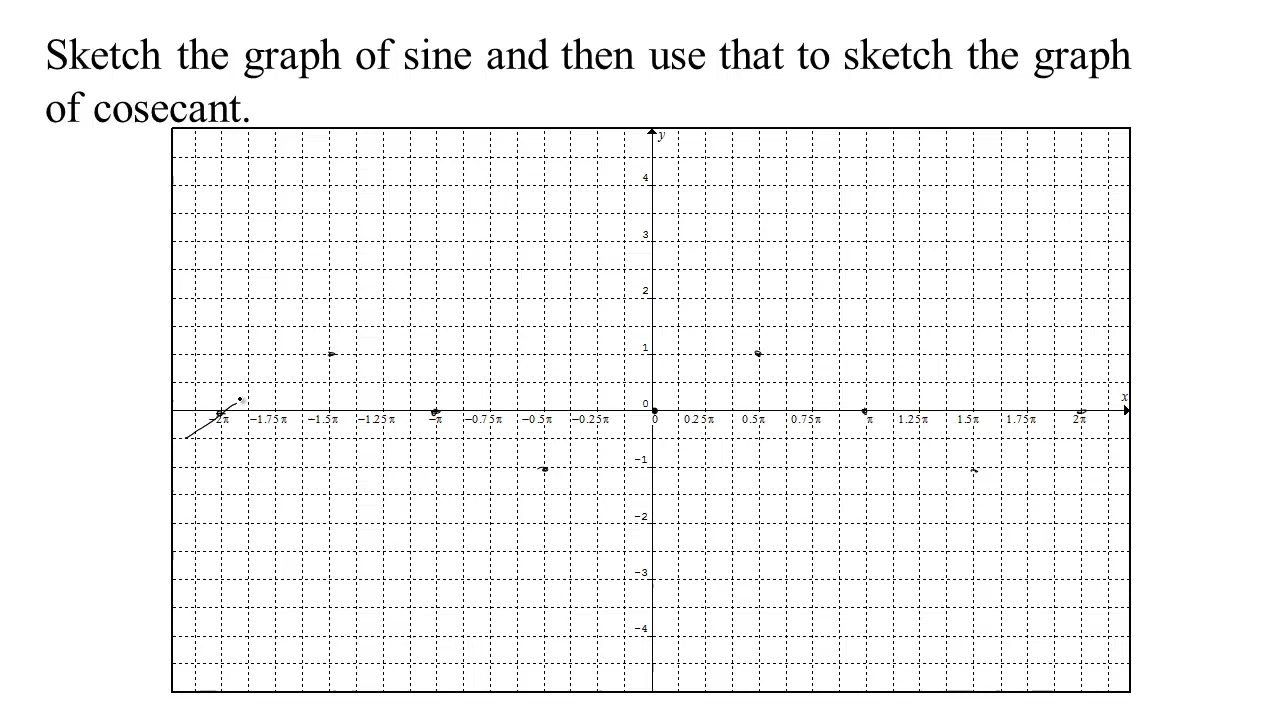 Sketch the graph of sine and then use that to sketch the graph
of cosecant.
y
4
3
2
1
0
x
−2π −1.75π −1.5π −1.25π −π −0.75π −0.5π −0.25π 0 0.25π 0.5π 0.75π π 1.25π 1.5π 1.75π 2π
−1
−2
−3
−4